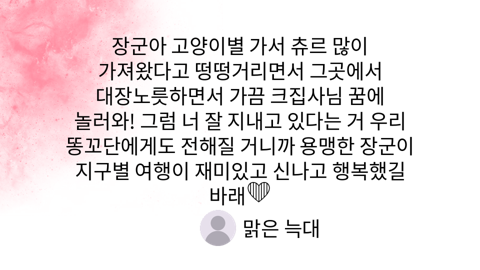 장군아 고양이별 가서 츄르 많이
가져왔다고 떵떵거리면서 그곳에서
대장노릇하면서 가끔 크집사님 꿈에
놀러와! 그럼 너 잘 지내고 있다는 거 우리
똥꼬단에게도 전해질 거니까 용맹한 장군이
지구별 여행이 재미있고 신나고 행복했길
바래
맑은 늑대